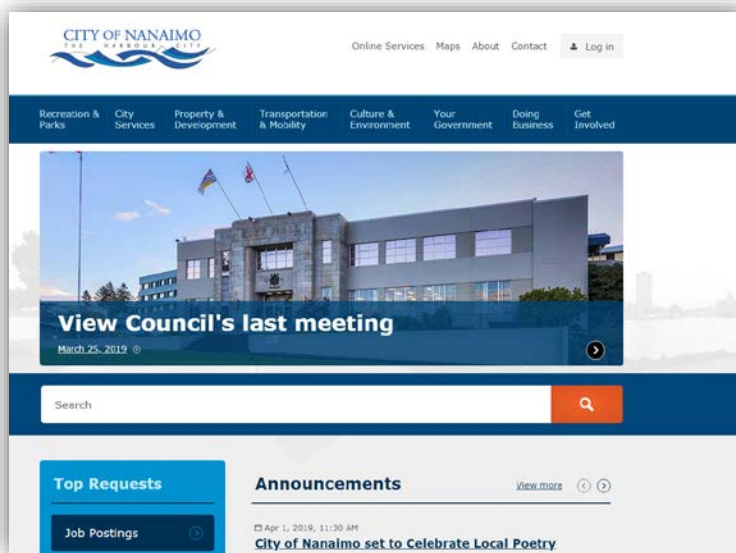 CITY OF NANAIMO
THE HARBOUR CITY
Online Services Maps About Contact Log in
Recreation & Parks
City Services
Property & Development
Transportation & Mobility
Culture & Environment
Your Government
Doing Business
Get Involved
CITY HALL
View Council's last meeting
March 25, 2019
Search
Top Requests
Job Postings
Announcements
View more
Apr 1, 2019, 11:30 AM
City of Nanaimo set to Celebrate Local Poetry